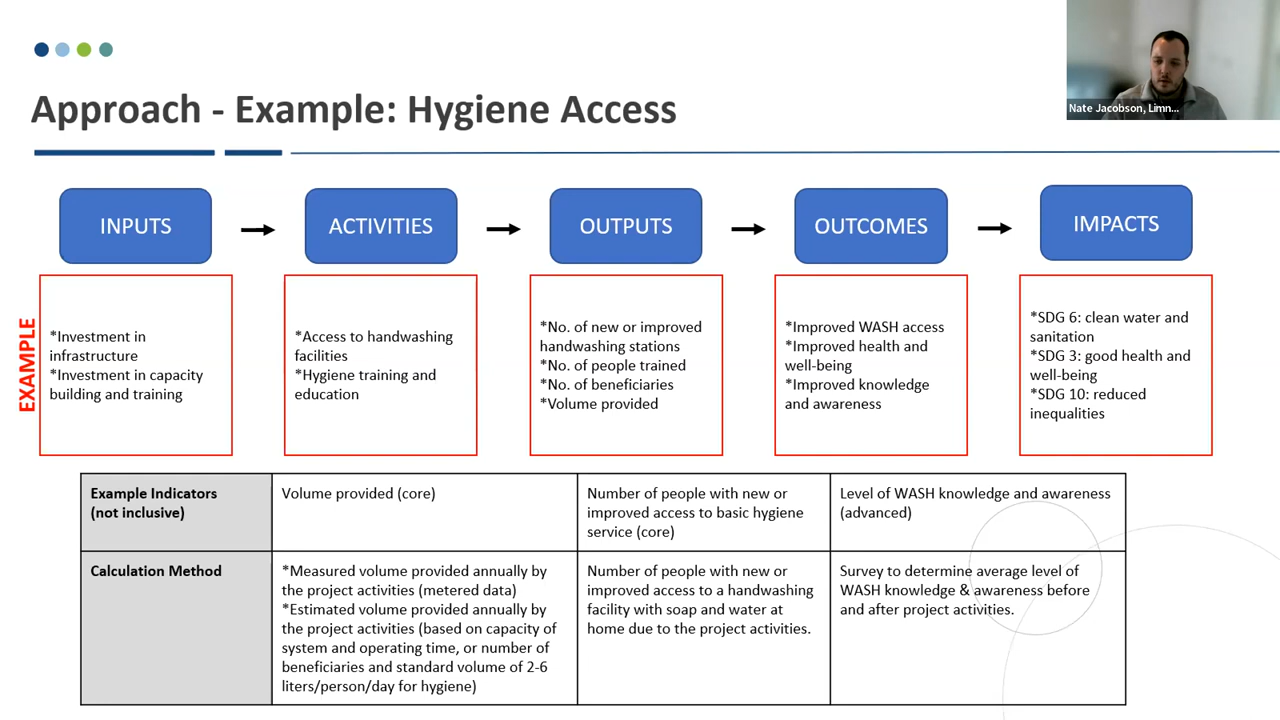 Nate Jacobson, Limn...
Approach - Example: Hygiene Access
INPUTS
ACTIVITIES
OUTPUTS
OUTCOMES
IMPACTS
EXAMPLE
*Investment in
infrastructure
*Investment in capacity
building and training
*Access to handwashing
facilities
*Hygiene training and
education
*No. of new or improved
handwashing stations
*No. of people trained
*No. of beneficiaries
*Volume provided
*Improved WASH access
*Improved health and
well-being
*Improved knowledge
and awareness
*SDG 6: clean water and
sanitation
*SDG 3: good health and
well-being
*SDG 10: reduced
inequalities
Example Indicators
(not inclusive)
Volume provided (core)
Number of people with new or
improved access to basic hygiene
service (core)
Level of WASH knowledge and awareness
(advanced)
Calculation Method
*Measured volume provided annually by
the project activities (metered data)
*Estimated volume provided annually by
the project activities (based on capacity of
system and operating time, or number of
beneficiaries and standard volume of 2-6
liters/person/day for hygiene)
Number of people with new or
improved access to a handwashing
facility with soap and water at
home due to the project activities.
Survey to determine average level of
WASH knowledge & awareness before
and after project activities.